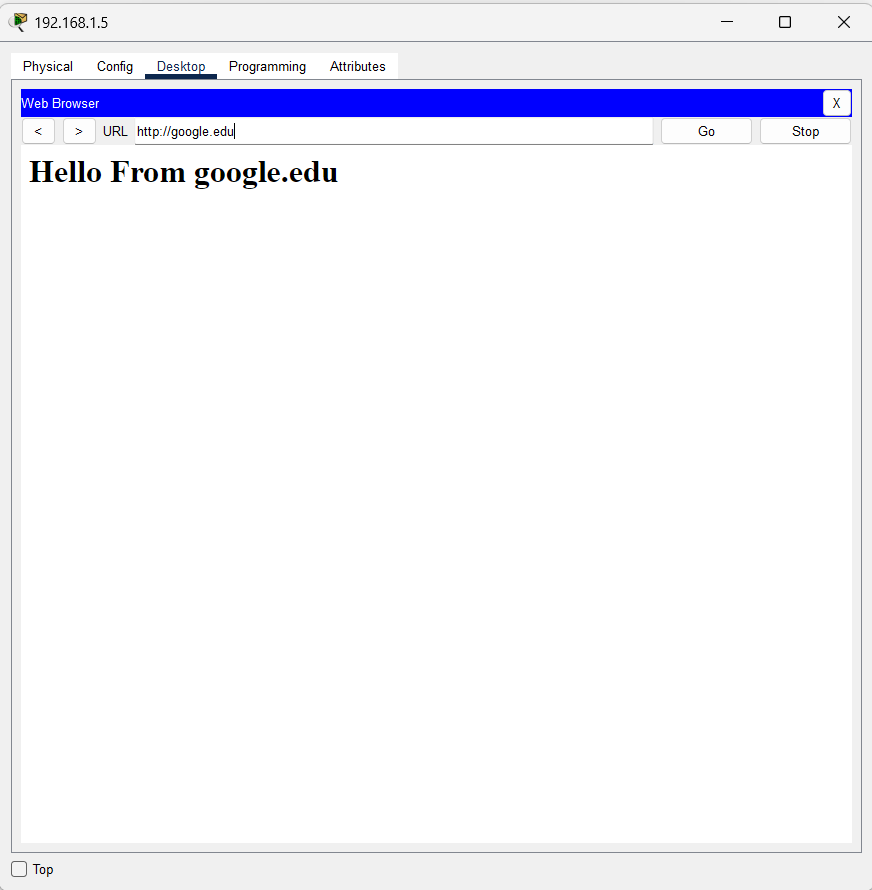 192.168.1.5
Physical Config Desktop Programming Attributes
Web Browser X
< > URL http://google.edu Go Stop
Hello From google.edu
Top